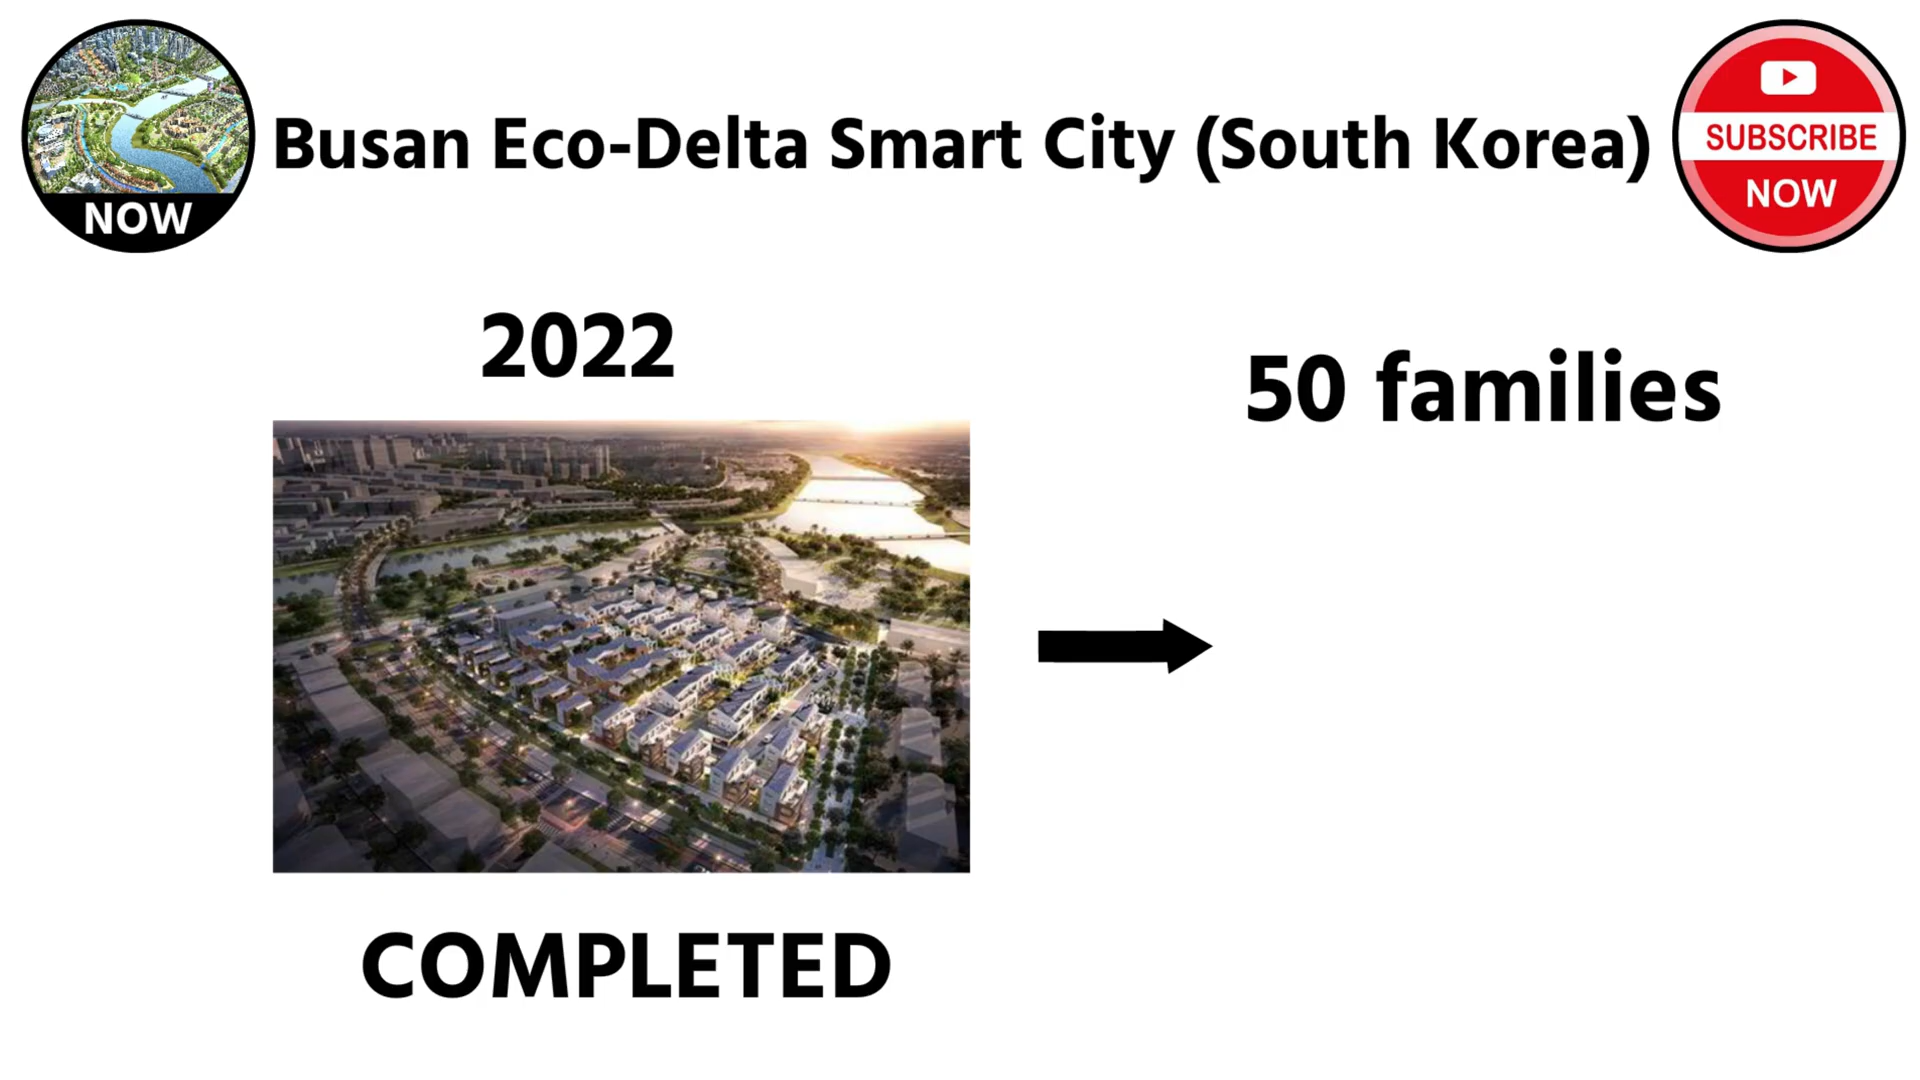 NOW
Busan Eco-Delta Smart City (South Korea)
SUBSCRIBE
NOW
2022
50 families
COMPLETED